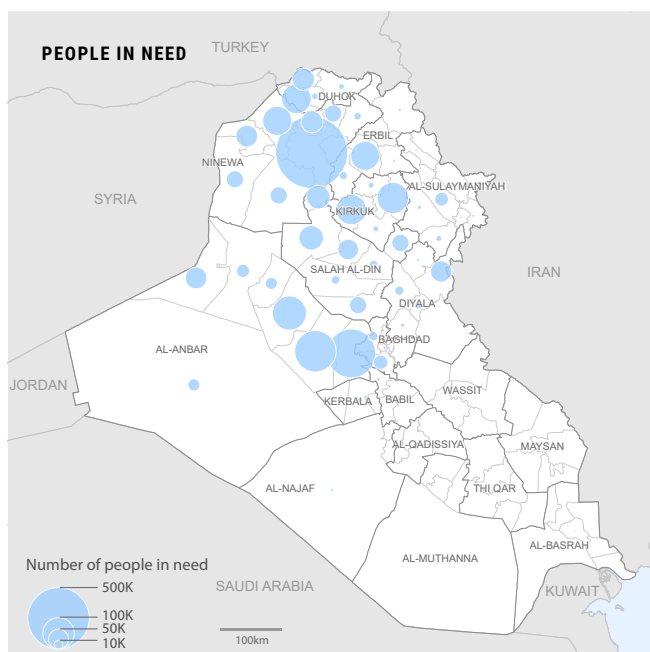 PEOPLE IN NEED
TURKEY
DUHOK
ERBIL
NINEWA
AL-SULAYMANIYAH
SYRIA
KIRKUK
SALAH AL-DIN
IRAN
DIYALA
BAGHDAD
AL-ANBAR
JORDAN
WASSIT
KERBALA
BABIL
AL-QADISSIYA
MAYSAN
AL-NAJAF
THI QAR
AL-BASRAH
AL-MUTHANNA
Number of people in need
500K
100K
50K
10K
SAUDI ARABIA
KUWAIT
100km